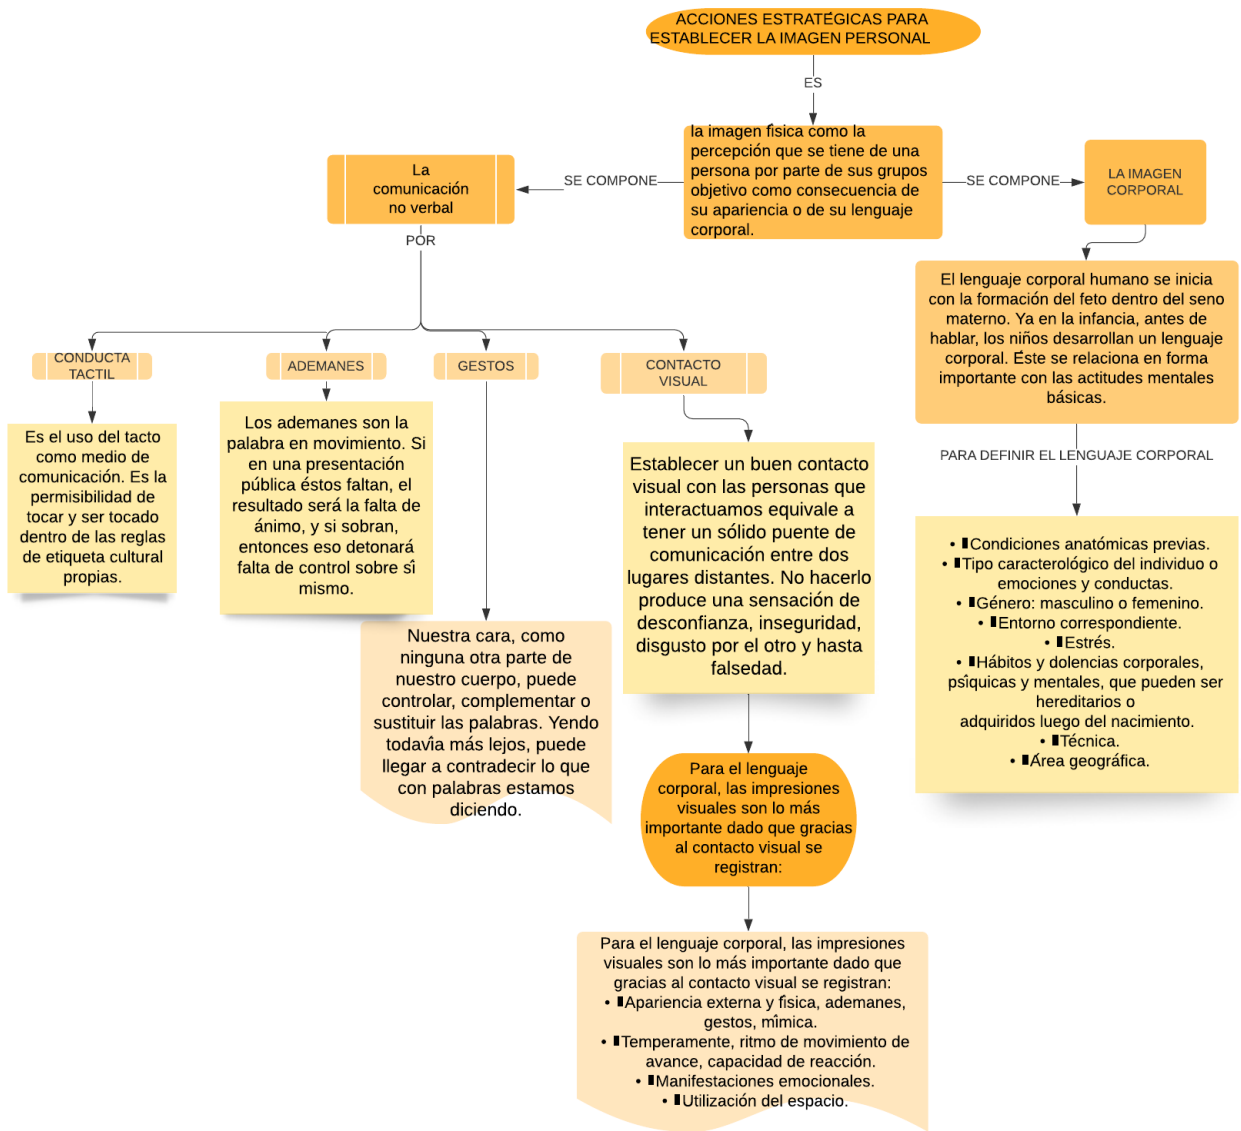 ACCIONES ESTRATÉGICAS PARA
ESTABLECER LA IMAGEN PERSONAL
ES
la imagen física como la
percepción que se tiene de una
persona por parte de sus grupos
objetivo como consecuencia de
su apariencia o de su lenguaje
corporal.
SE COMPONE
SE COMPONE
La
comunicación
no verbal
LA IMAGEN
CORPORAL
POR
El lenguaje corporal humano se inicia
con la formación del feto dentro del seno
materno. Ya en la infancia, antes de
hablar, los niños desarrollan un lenguaje
corporal. Éste se relaciona en forma
importante con las actitudes mentales
básicas.
CONDUCTA
TACTIL
ADEMANES
GESTOS
CONTACTO
VISUAL
Es el uso del tacto
como medio de
comunicación. Es la
permisibilidad de
tocar y ser tocado
dentro de las reglas
de etiqueta cultural
propias.
Los ademanes son la
palabra en movimiento. Si
en una presentación
pública éstos faltan, el
resultado será la falta de
ánimo, y si sobran,
entonces eso detonará
falta de control sobre sí
mismo.
Nuestra cara, como
ninguna otra parte de
nuestro cuerpo, puede
controlar, complementar o
sustituir las palabras. Yendo
todavía más lejos, puede
llegar a contradecir lo que
con palabras estamos
diciendo.
Establecer un buen contacto
visual con las personas que
interactuamos equivale a
tener un sólido puente de
comunicación entre dos
lugares distantes. No hacerlo
produce una sensación de
desconfianza, inseguridad,
disgusto por el otro y hasta
falsedad.
PARA DEFINIR EL LENGUAJE CORPORAL
• Condiciones anatómicas previas.
• Tipo caracterológico del individuo o
emociones y conductas.
• Género: masculino o femenino.
• Entorno correspondiente.
• Estrés.
• Hábitos y dolencias corporales,
psíquicas y mentales, que pueden ser
hereditarios o
adquiridos luego del nacimiento.
• Técnica.
• Área geográfica.
Para el lenguaje
corporal, las impresiones
visuales son lo más
importante dado que gracias
al contacto visual se
registran:
Para el lenguaje corporal, las impresiones
visuales son lo más importante dado que
gracias al contacto visual se registran:
• Apariencia externa y física, ademanes,
gestos, mímica.
• Temperamente, ritmo de movimiento de
avance, capacidad de reacción.
• Manifestaciones emocionales.
• Utilización del espacio.